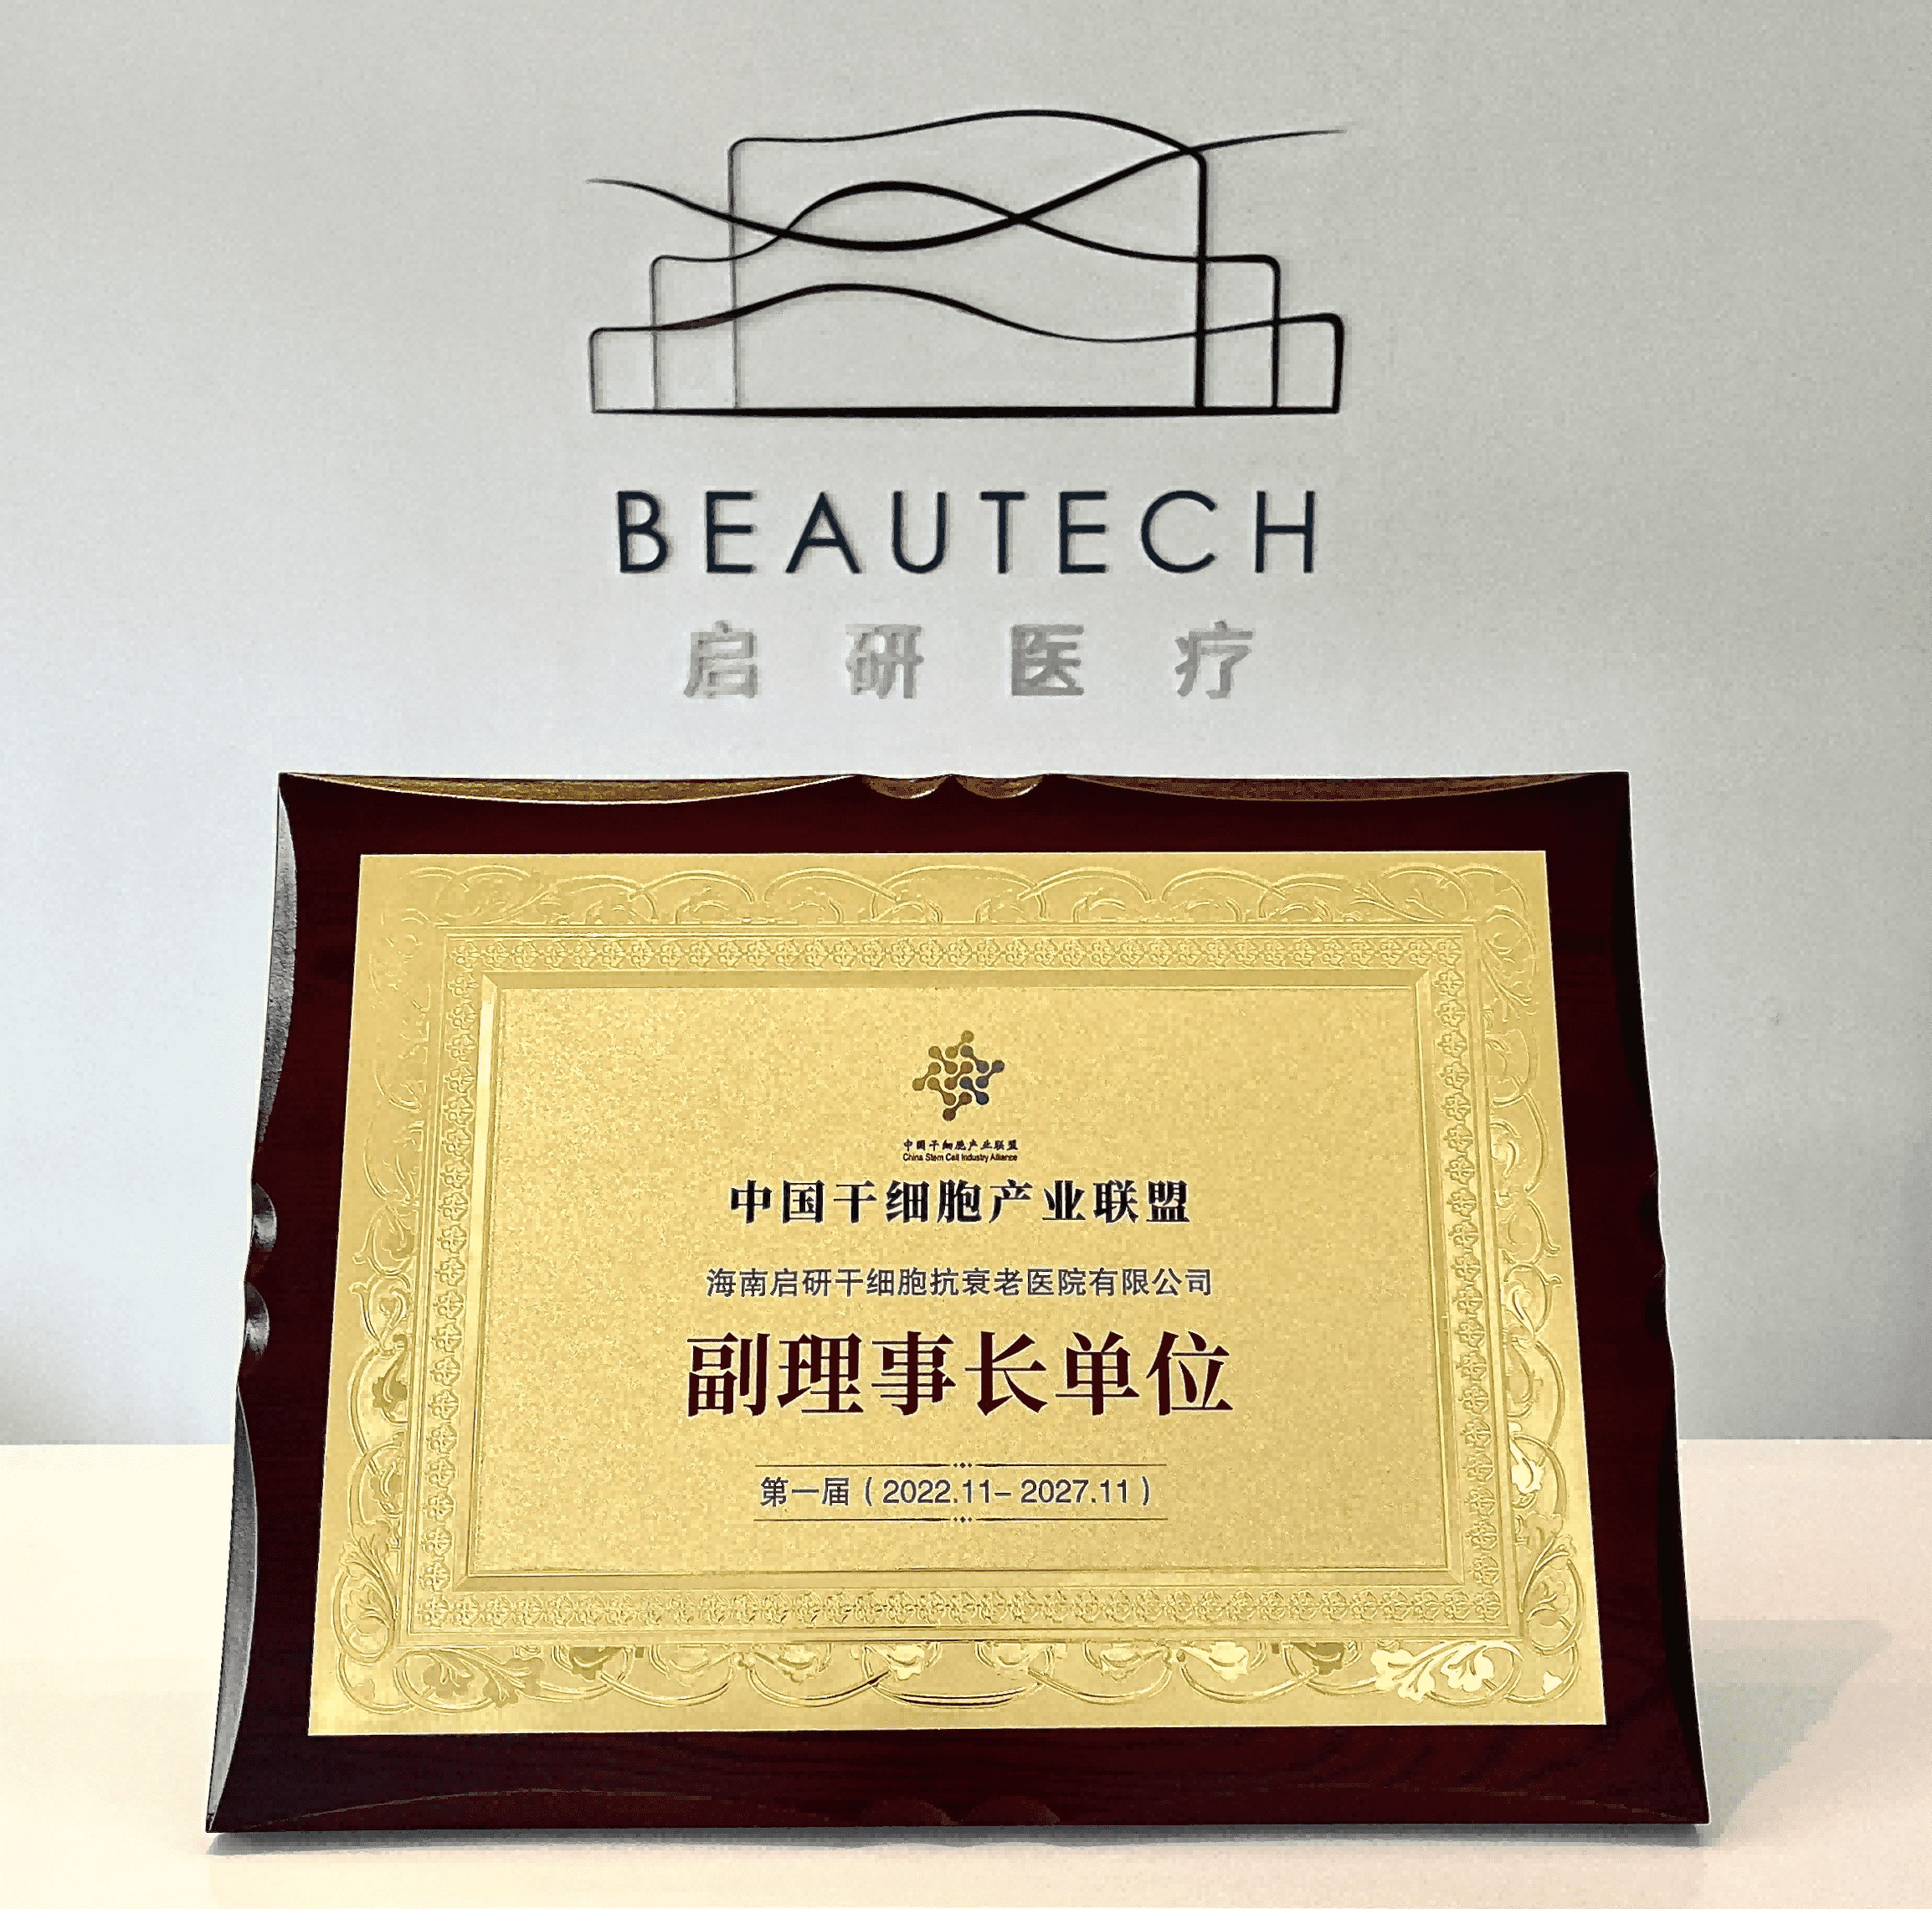 BEAUTECH
启研医疗
中国干细胞产业联盟
China Stem Cell Industry Alliance
中国干细胞产业联盟
海南启研干细胞抗衰老医院有限公司
副理事长单位
第一届（2022.11– 2027.11）